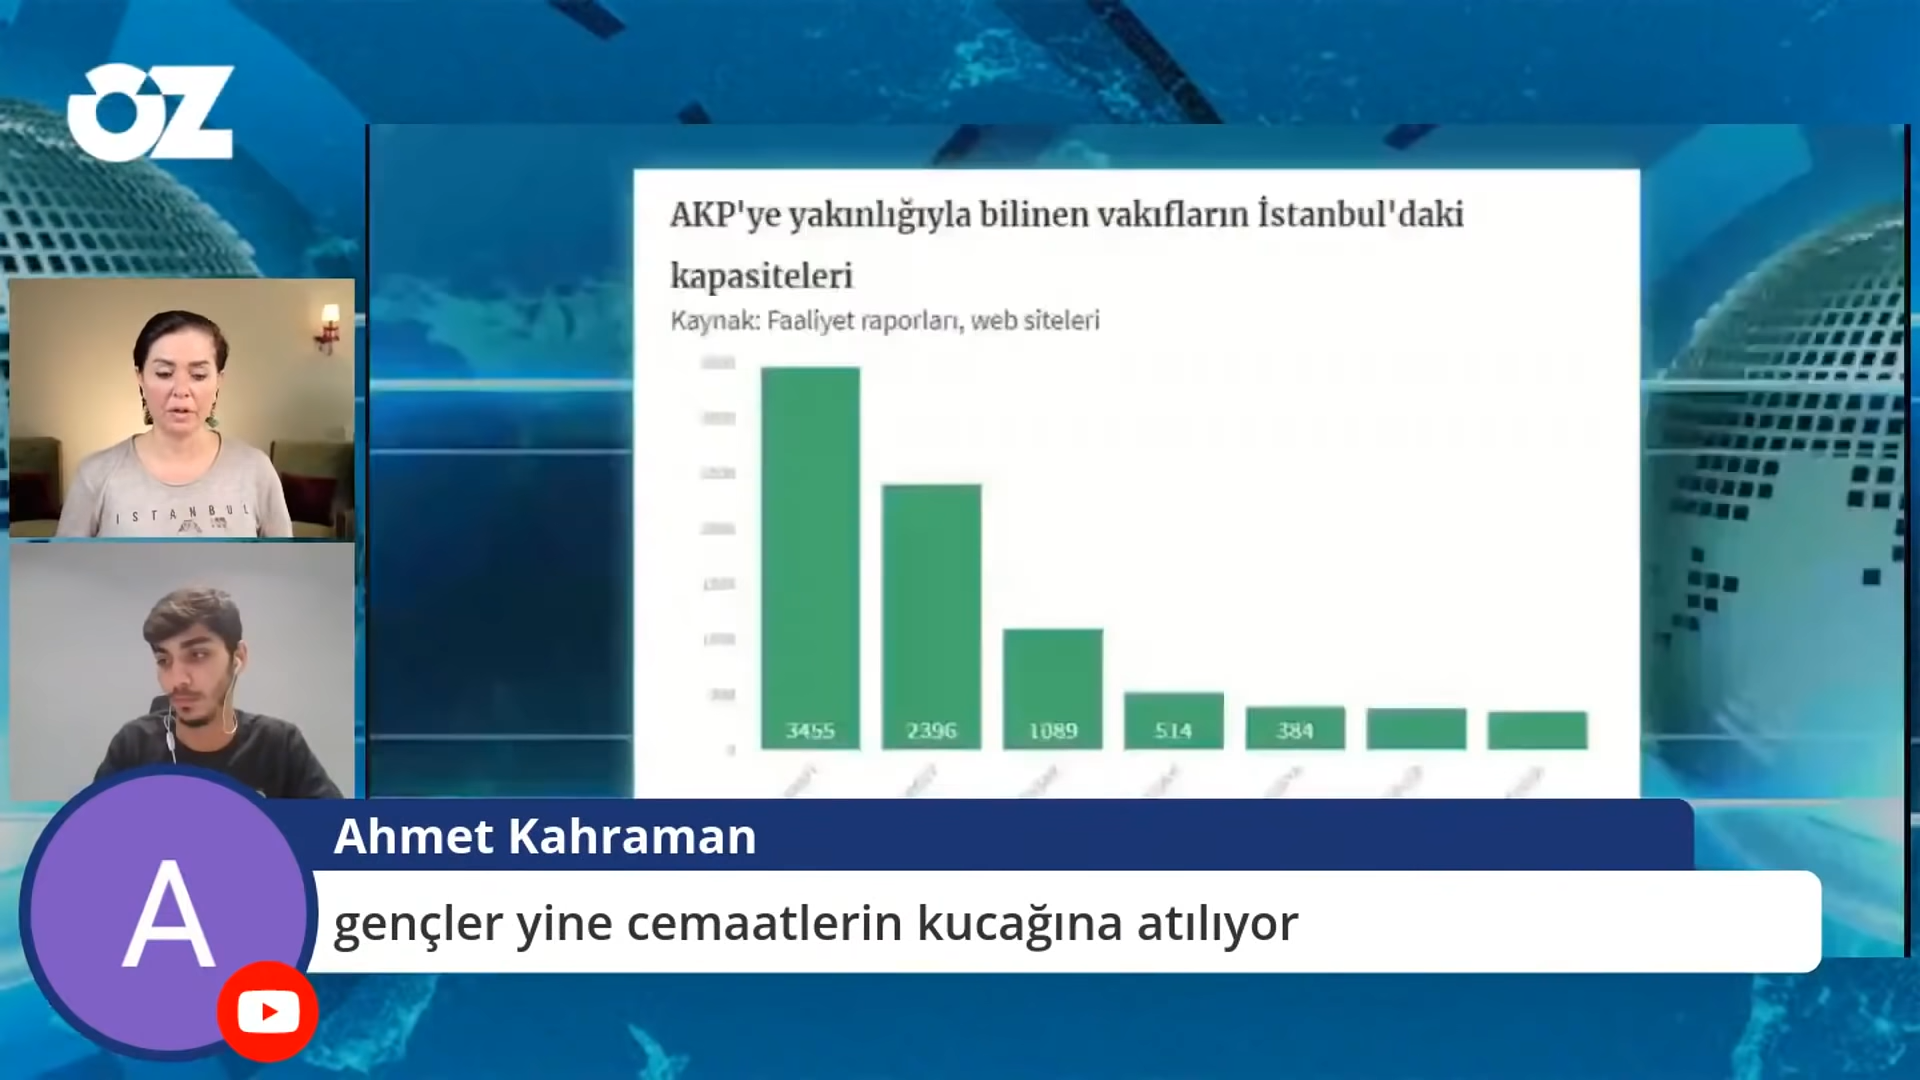 ÖZ
AKP'ye yakınlığıyla bilinen vakıfların İstanbul'daki
kapasiteleri
Kaynak: Faaliyet raporları, web siteleri
3455
2396
1089
514
384
ISTANBUL
Ahmet Kahraman
A
gençler yine cemaatlerin kucağına atılıyor